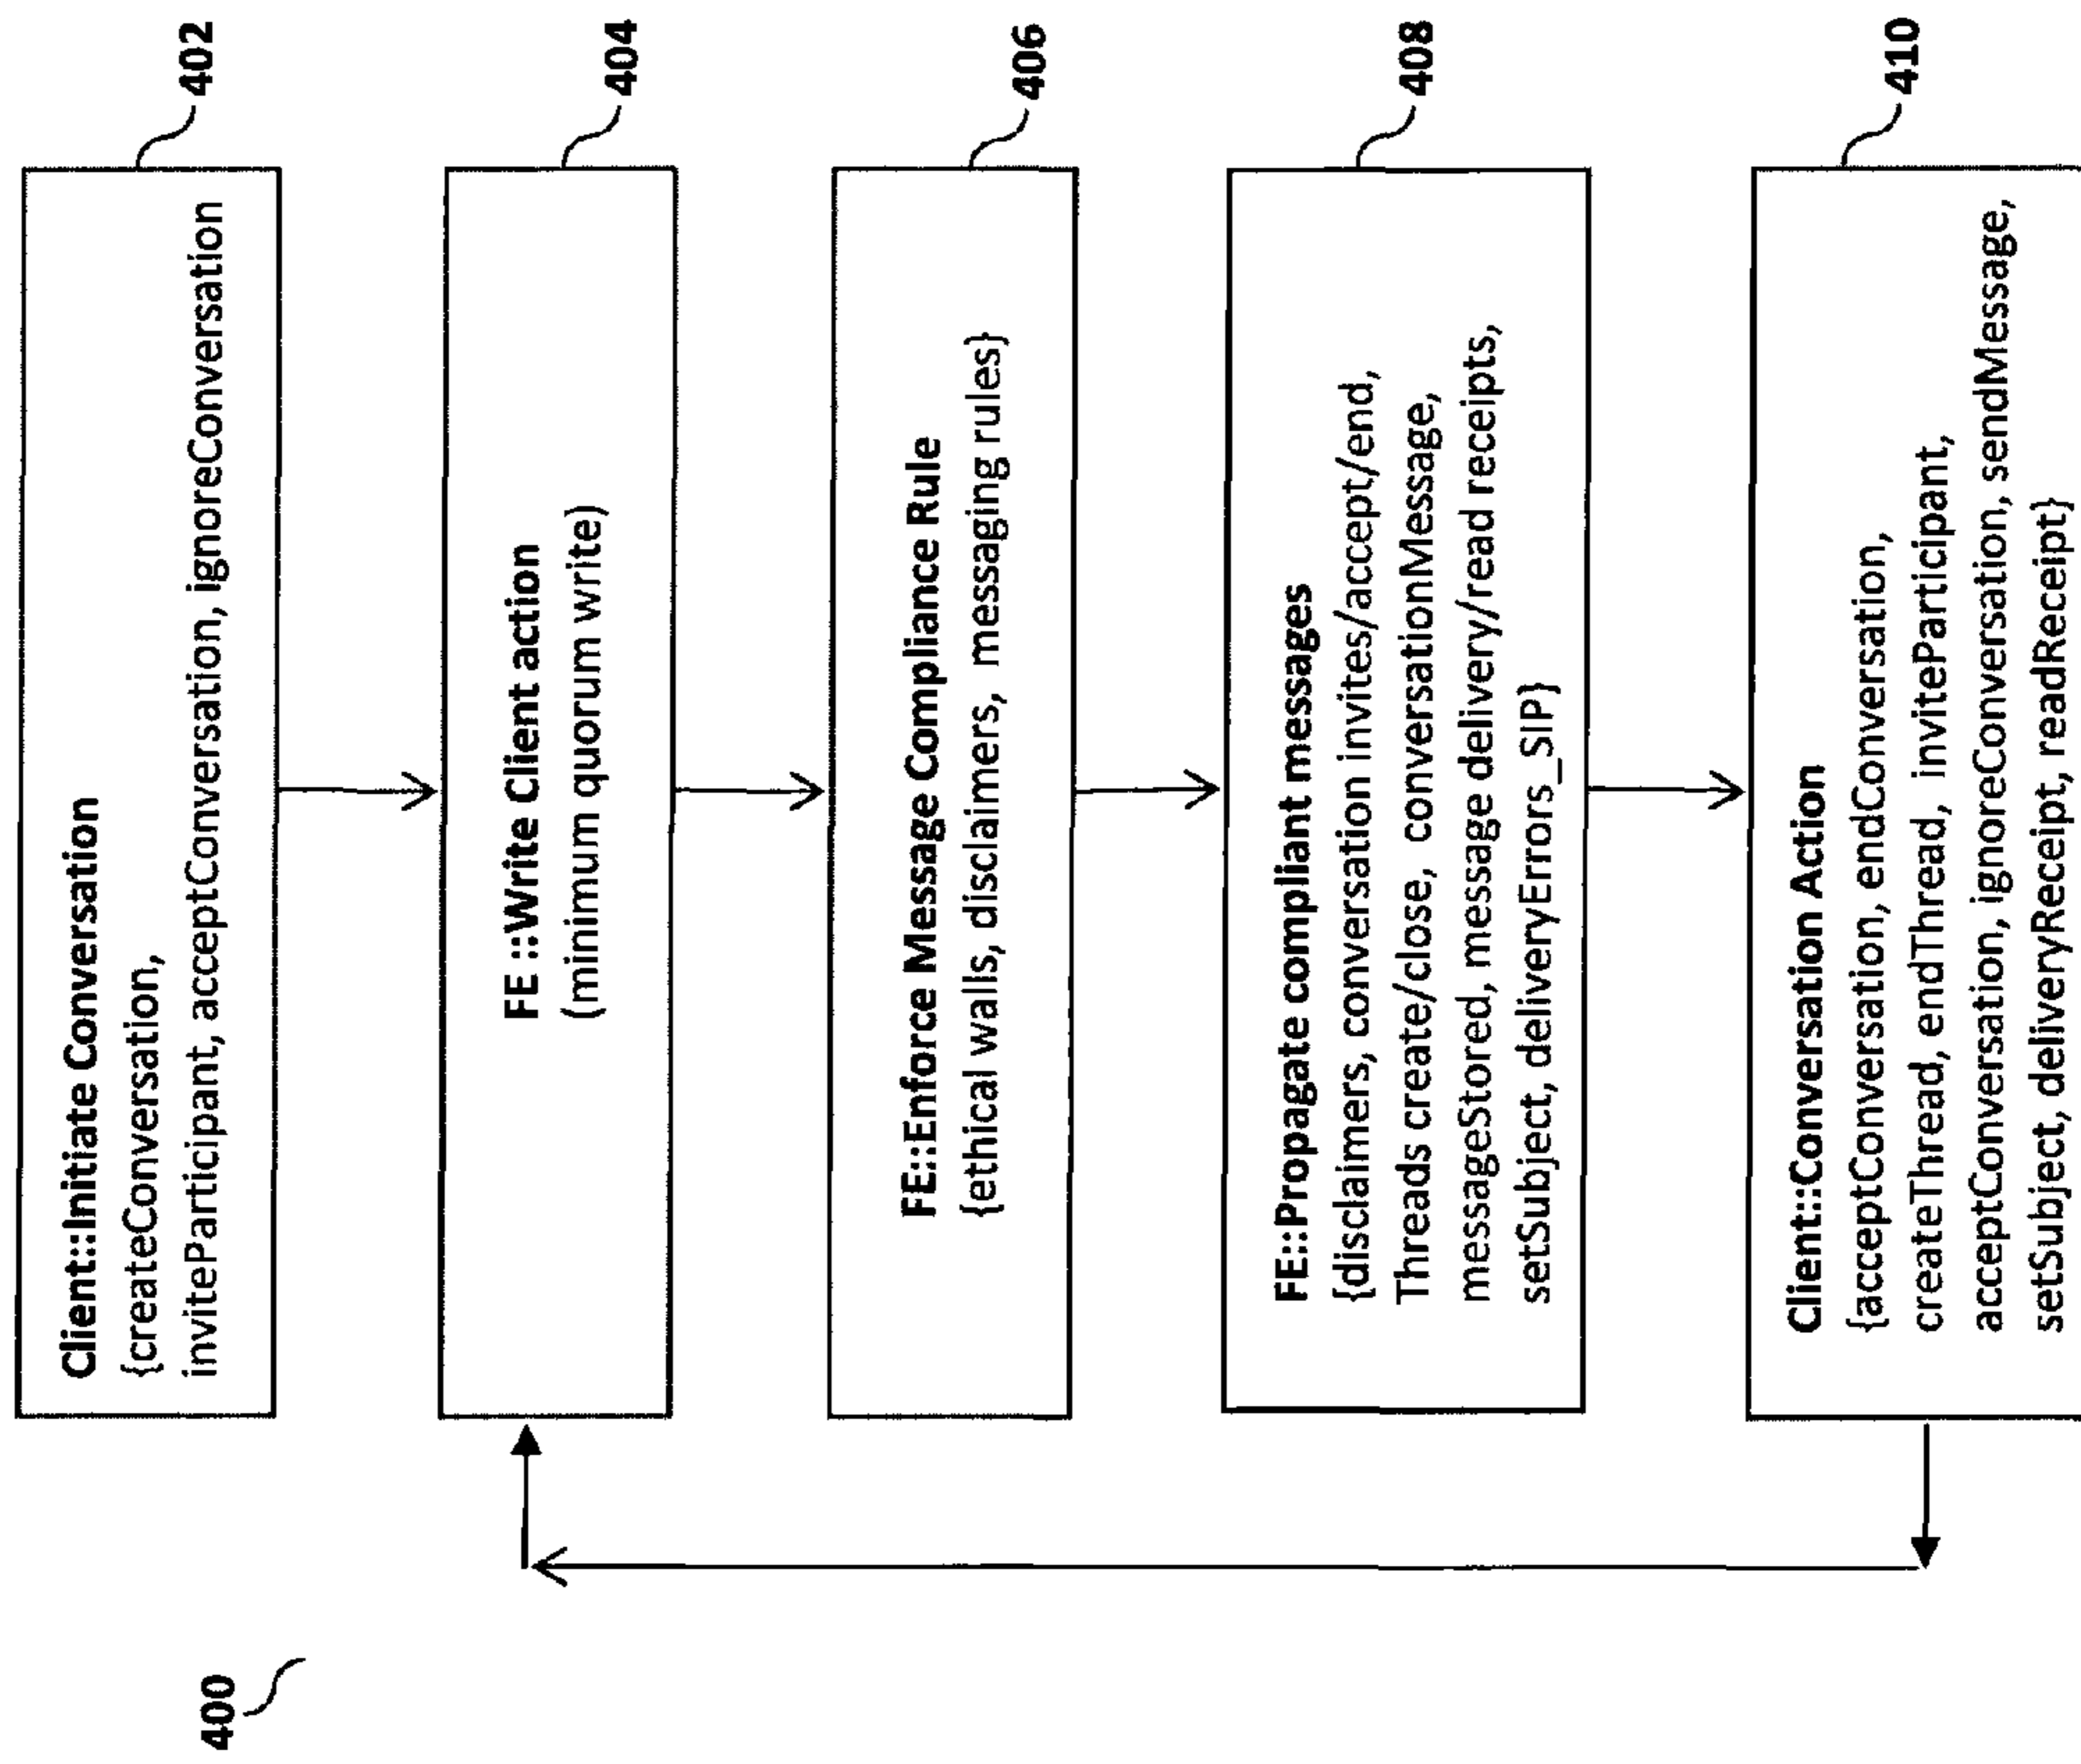 400
Client::Initiate Conversation
{createConversation,
inviteParticipant, acceptConversation, ignoreConversation
402
FE ::Write Client action
(minimum quorum write)
404
FE::Enforce Message Compliance Rule
{ethical walls, disclaimers, messaging rules}
406
FE::Propagate compliant messages
{disclaimers, conversation invites/accept/end,
Threads create/close, conversationMessage,
messageStored, message delivery/read receipts,
setSubject, deliveryErrors_SIP}
408
Client::Conversation Action
{acceptConversation, endConversation,
createThread, endThread, inviteParticipant,
acceptConversation, ignoreConversation, sendMessage,
setSubject, deliveryReceipt, readReceipt}
410